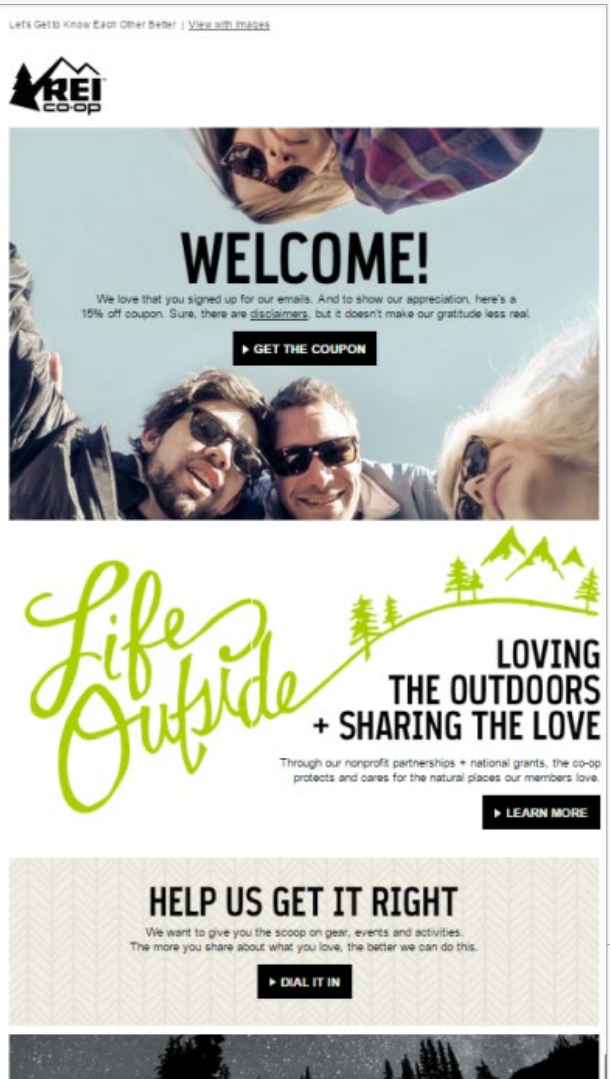 Let's Get to Know Each Other Better | View with images
REI
co·op
WELCOME!
We love that you signed up for our emails. And to show our appreciation, here's a
15% off coupon. Sure, there are disclaimers, but it doesn't make our gratitude less real.
GET THE COUPON
Life
Outside
LOVING
THE OUTDOORS
+ SHARING THE LOVE
Through our nonprofit partnerships + national grants, the co-op
protects and cares for the natural places our members love.
LEARN MORE
HELP US GET IT RIGHT
We want to give you the scoop on gear, events and activities.
The more you share about what you love, the better we can do this.
DIAL IT IN